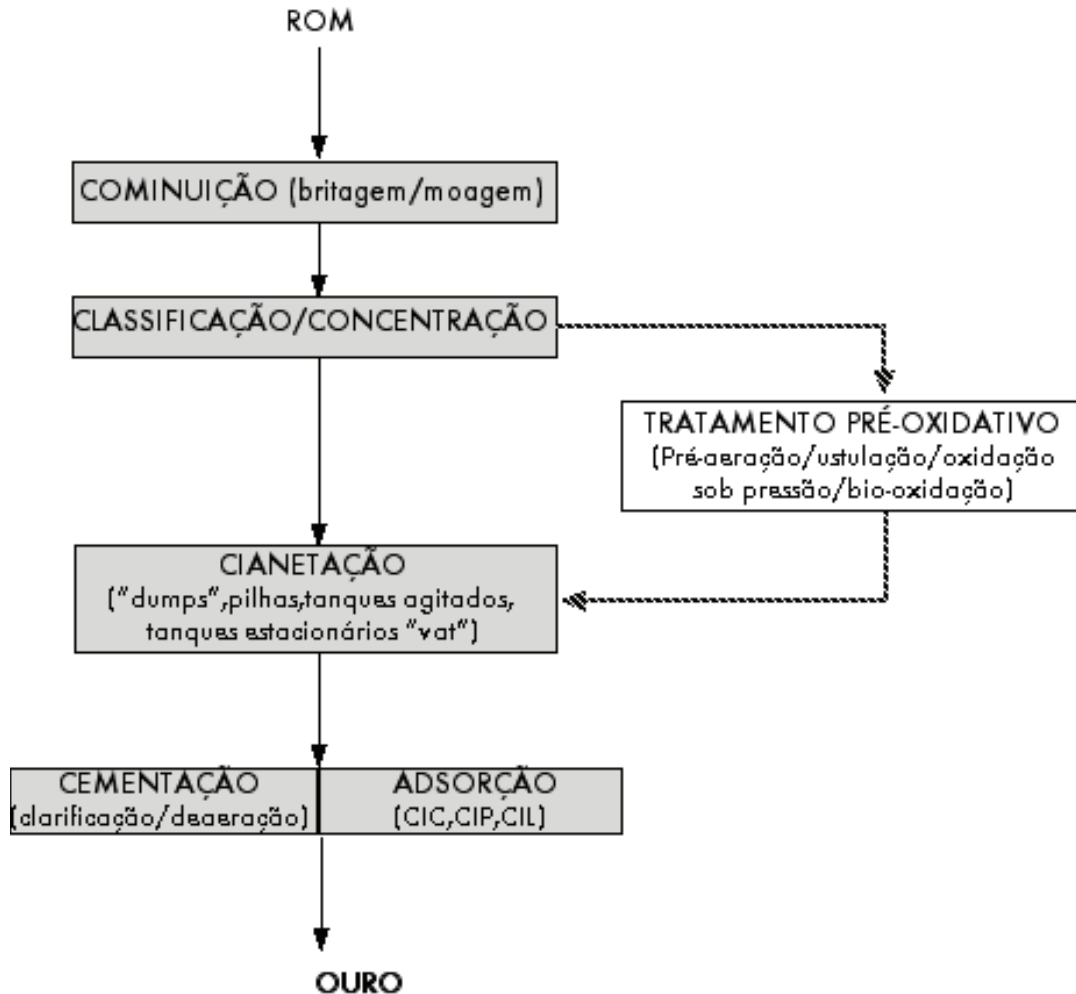 ROM
COMINUIÇÃO (britagem/moagem)
CLASSIFICAÇÃO/CONCENTRAÇÃO
TRATAMENTO PRÉ-OXIDATIVO
(Pré-aeração/ustulação/oxidação
sob pressão/bio-oxidação)
CIANETAÇÃO
("dumps",pilhas,tanques agitados,
tanques estacionários "vat")
CEMENTAÇÃO
(clarificação/deaeração)
ADSORÇÃO
(CIC,CIP,CIL)
OURO